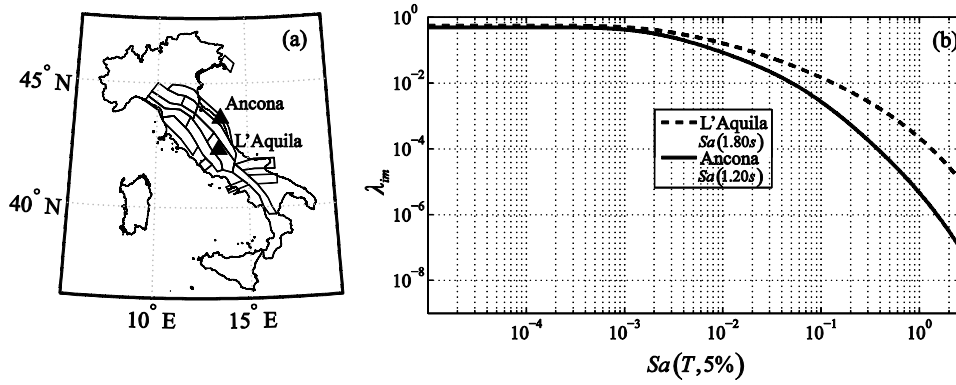 (a)
45° N
40° N
Ancona
L'Aquila
10° E
15° E
(b)
λ_im
10^0
10^-2
10^-4
10^-6
10^-8
L'Aquila
Sa(1.80s)
Ancona
Sa(1.20s)
10^-4
10^-3
10^-2
10^-1
10^0
Sa(T,5%)